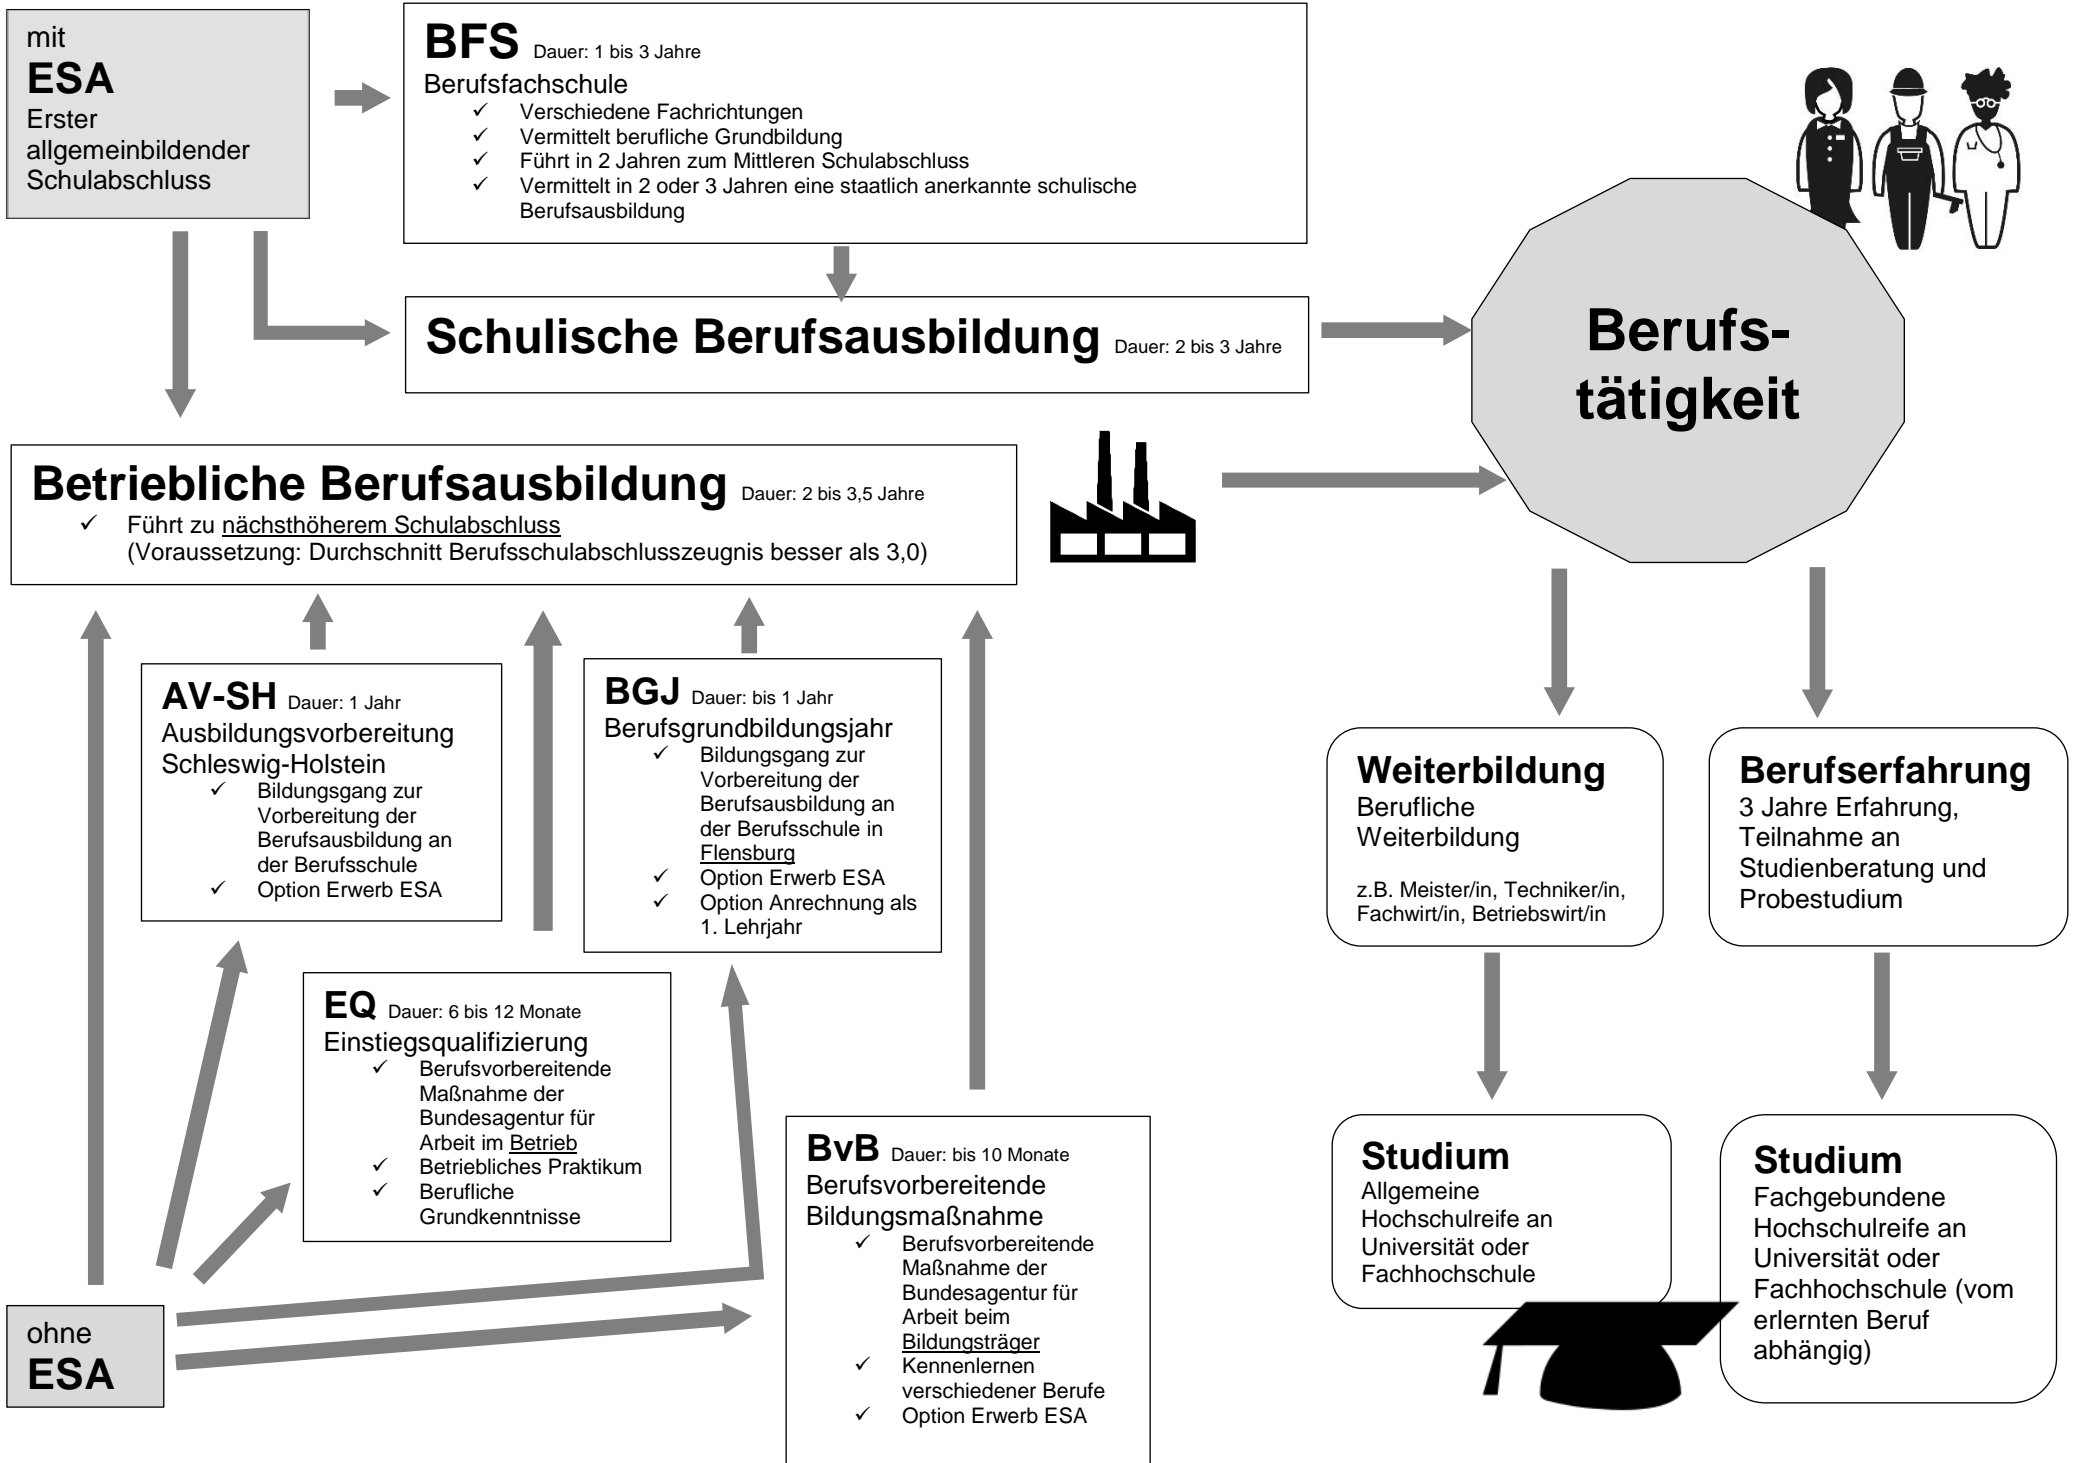 mit
ESA
Erster
allgemeinbildender
Schulabschluss
BFS Dauer: 1 bis 3 Jahre
Berufsfachschule
✓ Verschiedene Fachrichtungen
✓ Vermittelt berufliche Grundbildung
✓ Führt in 2 Jahren zum Mittleren Schulabschluss
✓ Vermittelt in 2 oder 3 Jahren eine staatlich anerkannte schulische
Berufsausbildung
Schulische Berufsausbildung Dauer: 2 bis 3 Jahre
Berufs-
tätigkeit
Betriebliche Berufsausbildung Dauer: 2 bis 3,5 Jahre
✓ Führt zu nächsthöherem Schulabschluss
(Voraussetzung: Durchschnitt Berufsschulabschlusszeugnis besser als 3,0)
AV-SH Dauer: 1 Jahr
Ausbildungsvorbereitung
Schleswig-Holstein
✓ Bildungsgang zur
Vorbereitung der
Berufsausbildung an
der Berufsschule
✓ Option Erwerb ESA
BGJ Dauer: bis 1 Jahr
Berufsgrundbildungsjahr
✓ Bildungsgang zur
Vorbereitung der
Berufsausbildung an
der Berufsschule in
Flensburg
✓ Option Erwerb ESA
✓ Option Anrechnung als
1. Lehrjahr
EQ Dauer: 6 bis 12 Monate
Einstiegsqualifizierung
✓ Berufsvorbereitende
Maßnahme der
Bundesagentur für
Arbeit im Betrieb
✓ Betriebliches Praktikum
✓ Berufliche
Grundkenntnisse
BvB Dauer: bis 10 Monate
Berufsvorbereitende
Bildungsmaßnahme
✓ Berufsvorbereitende
Maßnahme der
Bundesagentur für
Arbeit beim
Bildungsträger
✓ Kennenlernen
verschiedener Berufe
✓ Option Erwerb ESA
ohne
ESA
Weiterbildung
Berufliche
Weiterbildung
z.B. Meister/in, Techniker/in,
Fachwirt/in, Betriebswirt/in
Berufserfahrung
3 Jahre Erfahrung,
Teilnahme an
Studienberatung und
Probestudium
Studium
Allgemeine
Hochschulreife an
Universität oder
Fachhochschule
Studium
Fachgebundene
Hochschulreife an
Universität oder
Fachhochschule (vom
erlernten Beruf
abhängig)